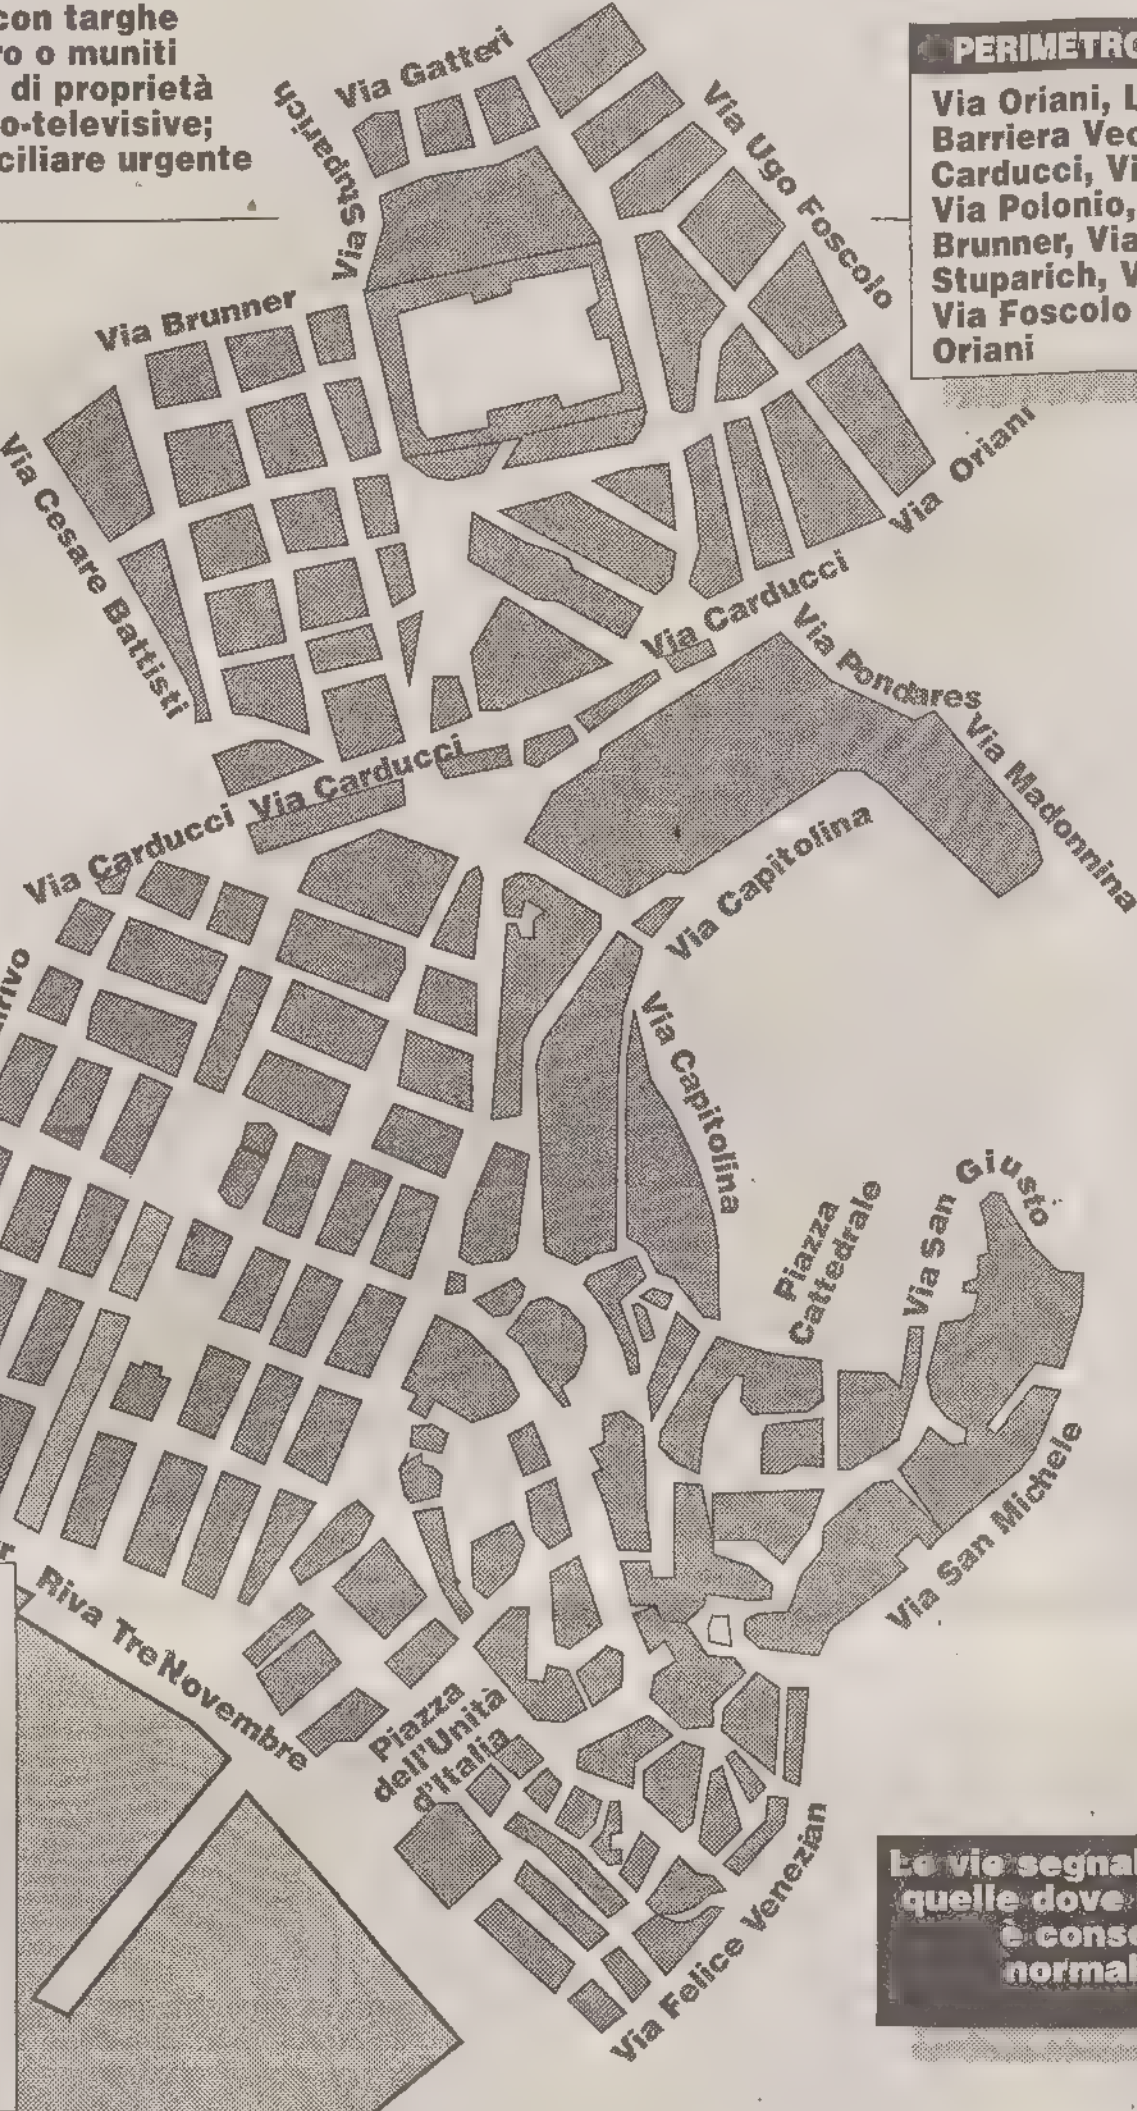 con targhe
ro o muniti
di proprietà
o-televisive;
ciliare urgente
PERIMETRO
Via Oriani, L
Barriera Vec
Carducci, Vi
Via Polonio,
Brunner, Via
Stuparich, V
Via Foscolo
Oriani
Via Gatteri
Via Stuparich
Via Ugo Foscolo
Via Brunner
Via Cesare Battisti
Via Oriani
Via Carducci
Via Pondares
Via Madonnina
Via Carducci
Via Carducci
Via Capitolina
Via Capitolina
Via San Giusto
Piazza
Cattedrale
Via San Michele
Riva Tre Novembre
Piazza
dell'Unità
d'Italia
Via Felice Venezian
Le vie segnal
quelle dove
è conse
normal